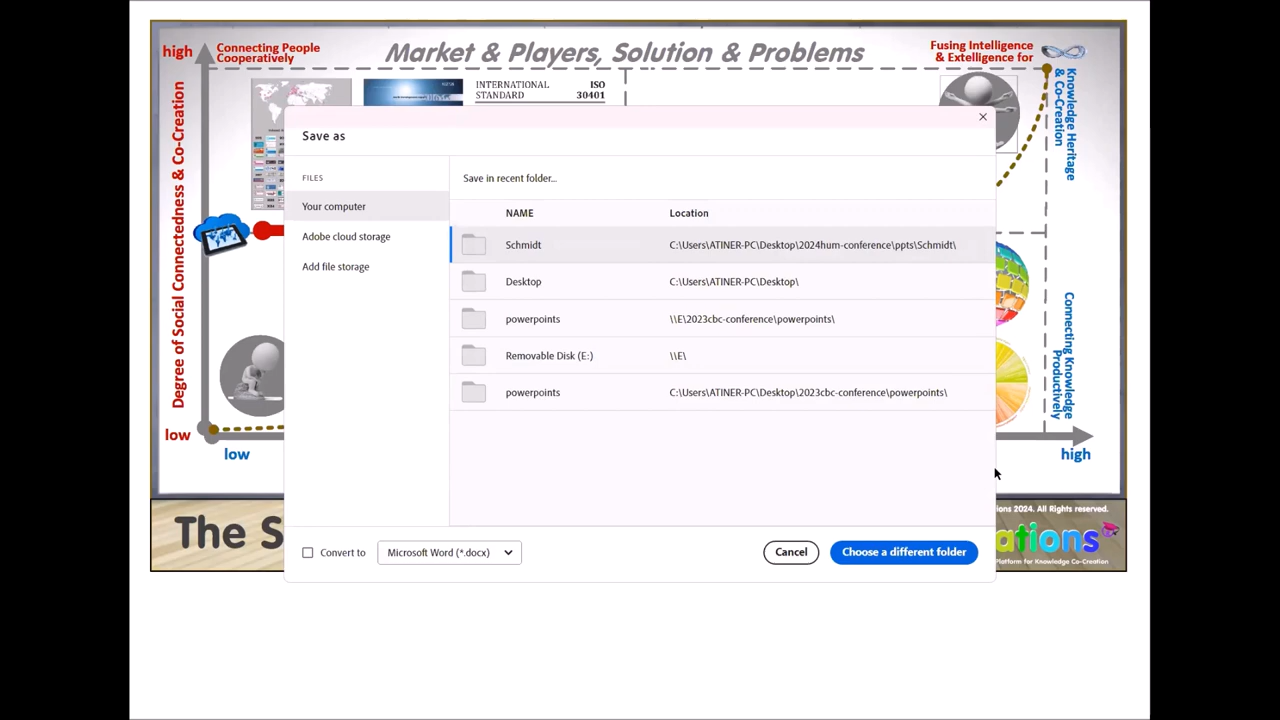 high
Connecting People
Cooperatively
Market & Players, Solution & Problems
Fusing Intelligence
& Extelligence for
Knowledge Heritage
& Co-Creation
Degree of Social Connectedness & Co-Creation
INTERNATIONAL
STANDARD
ISO
30401
Save as
FILES
Your computer
Adobe cloud storage
Add file storage
Save in recent folder...
NAME Location
Schmidt C:\Users\ATINER-PC\Desktop\2024hum-conference\ppts\Schmidt\
Desktop C:\Users\ATINER-PC\Desktop\
powerpoints \\E\2023cbc-conference\powerpoints\
Removable Disk (E:) \\E\
powerpoints C:\Users\ATINER-PC\Desktop\2023cbc-conference\powerpoints\
Convert to Microsoft Word (*.docx)
Cancel
Choose a different folder
Connecting Knowledge
Productively
low
low
high
The S
ions 2024. All Rights reserved.
ations
Platform for Knowledge Co-Creation